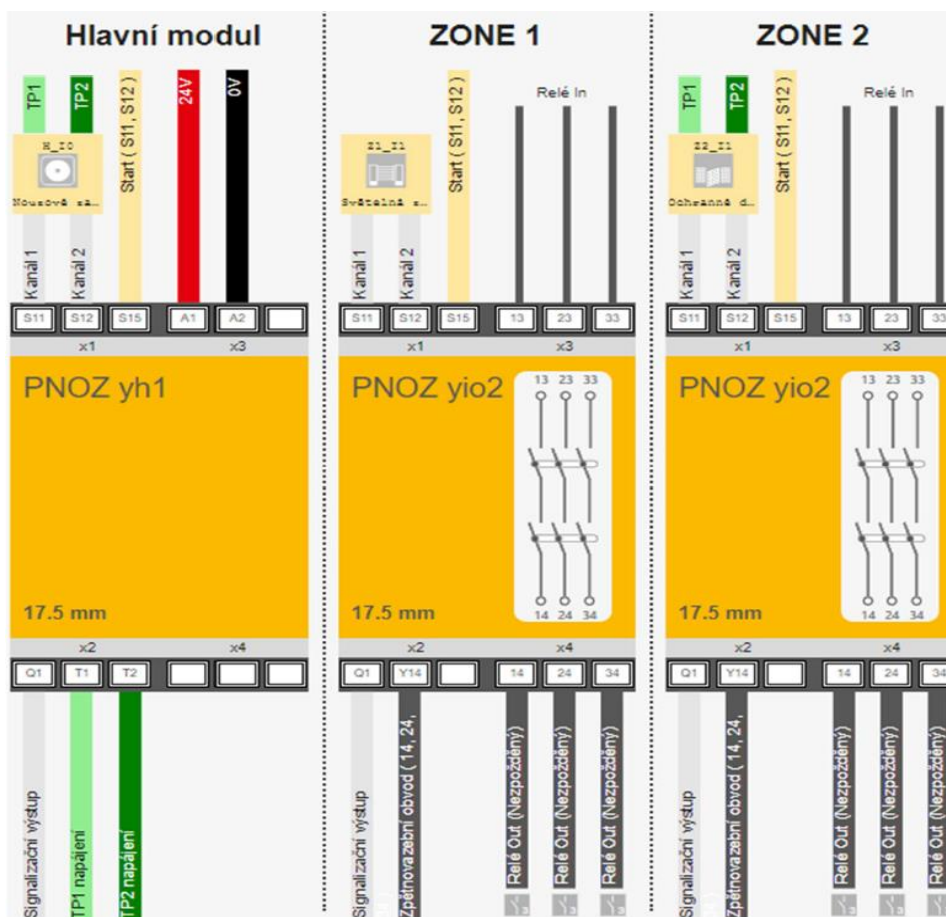 Hlavní modul
ZONE 1
ZONE 2
TP1
TP2
Start ( S11, S12 )
24V
0V
H_I0
Nouzové za…
Kanál 1
Kanál 2
S11
S12
S15
A1
A2
x1
x3
PNOZ yh1
17.5 mm
x2
x4
Q1
T1
T2
Signalizační výstup
TP1 napájení
TP2 napájení
Start ( S11, S12 )
Relé In
Z1_I1
Světelná z…
Kanál 1
Kanál 2
S11
S12
S15
13
23
33
x1
x3
PNOZ yio2
13 23 33
14 24 34
17.5 mm
x2
x4
Q1
Y14
14
24
34
Signalizační výstup
Zpětnovazební obvod ( 14, 24,
Relé Out (Nezpožděný)
Relé Out (Nezpožděný)
Relé Out (Nezpožděný)
TP1
TP2
Start ( S11, S12 )
Relé In
Z2_I1
Ochranné d…
Kanál 1
Kanál 2
S11
S12
S15
13
23
33
x1
x3
PNOZ yio2
13 23 33
14 24 34
17.5 mm
x2
x4
Q1
Y14
14
24
34
Signalizační výstup
Zpětnovazební obvod ( 14, 24,
Relé Out (Nezpožděný)
Relé Out (Nezpožděný)
Relé Out (Nezpožděný)